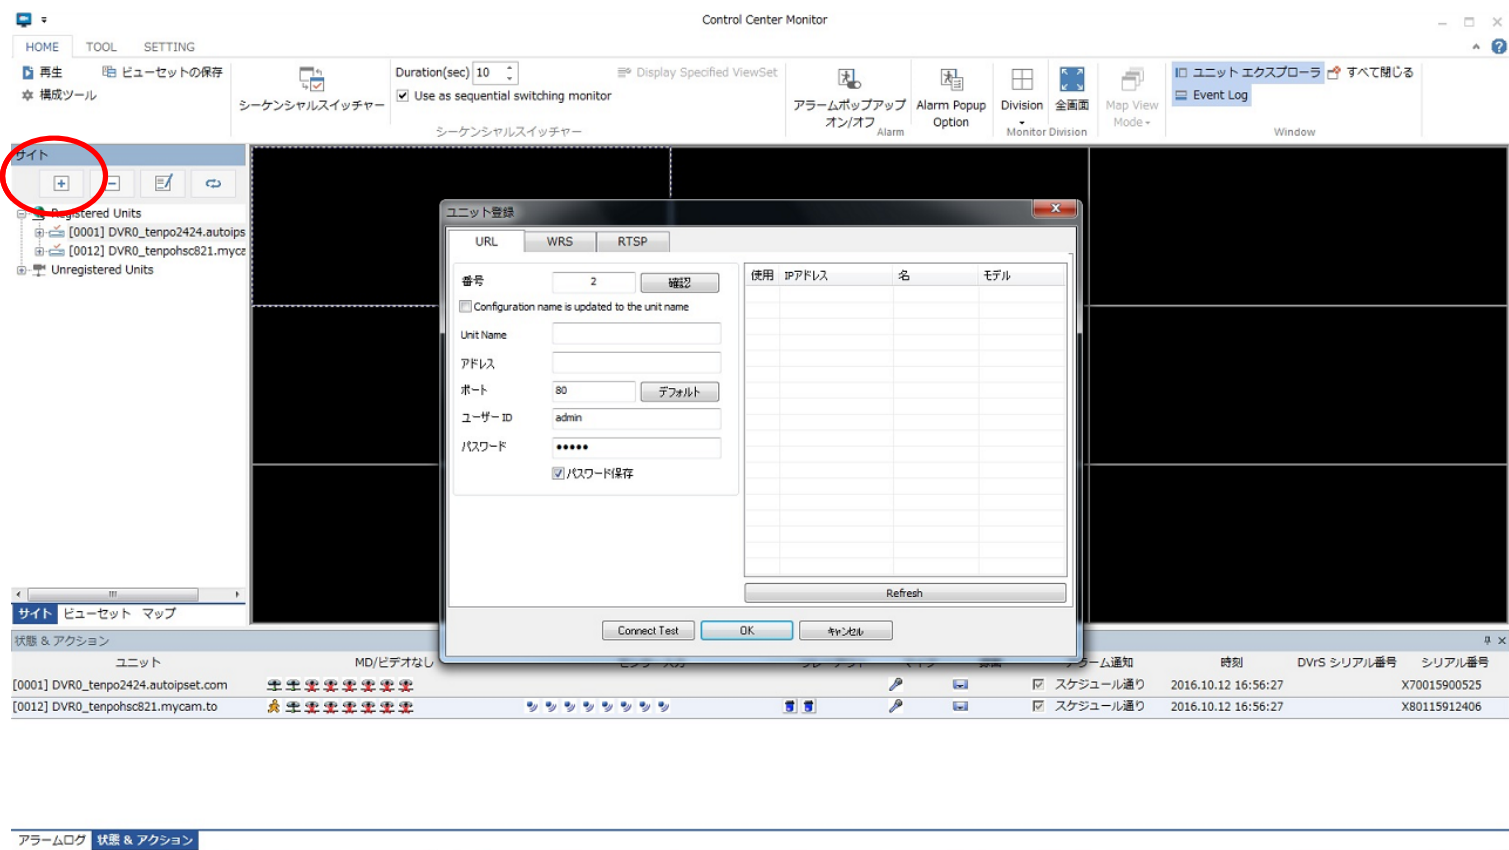 Control Center Monitor
HOME TOOL SETTING
再生 ビューセットの保存
構成ツール
シーケンシャルスイッチャー
Duration(sec) 10
Display Specified ViewSet
Use as sequential switching monitor
シーケンシャルスイッチャー
アラームポップアップ
オン/オフ
Alarm Popup
Option
Alarm
Division 全画面
Monitor Division
Map View
Mode
ユニット エクスプローラ すべて閉じる
Event Log
Window
サイト
Registered Units
[0001] DVR0_tenpo2424.autoips
[0012] DVR0_tenpohsc821.myca
Unregistered Units
サイト ビューセット マップ
ユニット登録
URL WRS RTSP
番号 2 確認
Configuration name is updated to the unit name
Unit Name
アドレス
ポート 80 デフォルト
ユーザー ID admin
パスワード •••••
パスワード保存
使用 IPアドレス 名 モデル
Refresh
Connect Test OK キャンセル
状態 & アクション
ユニット MD/ビデオなし アラーム通知 時刻 DVrS シリアル番号 シリアル番号
[0001] DVR0_tenpo2424.autoipset.com スケジュール通り 2016.10.12 16:56:27 X70015900525
[0012] DVR0_tenpohsc821.mycam.to スケジュール通り 2016.10.12 16:56:27 X80115912406
アラームログ 状態 & アクション